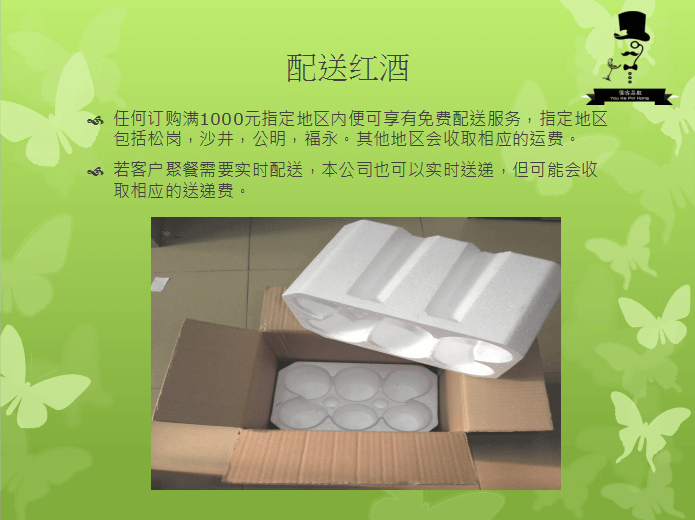 配送红酒
任何订购满1000元指定地区内便可享有免费配送服务，指定地区
包括松岗，沙井，公明，福永。其他地区会收取相应的运费。
若客户聚餐需要实时配送，本公司也可以实时送递，但可能会收
取相应的送递费。